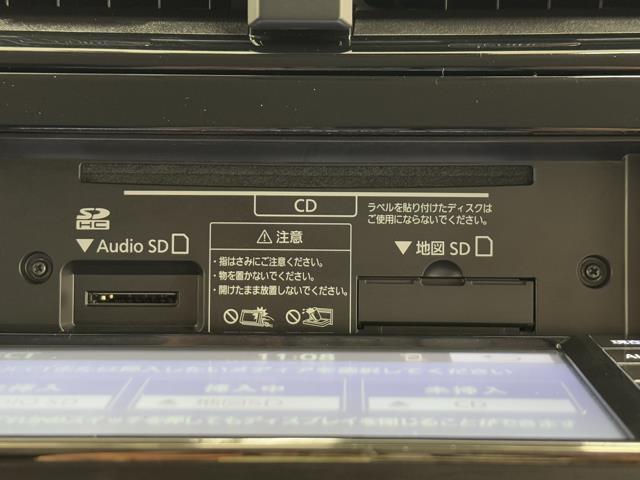 CD
ラベルを貼り付けたディスクは
ご使用にならないでください。
SD
HC
▼Audio SD
⚠注意
・指はさみにご注意ください。
・物を置かないでください。
・開けたまま放置しないでください。
▼地図 SD
11:08
挿入中
未挿入
▲ 地図SD
▲ CD